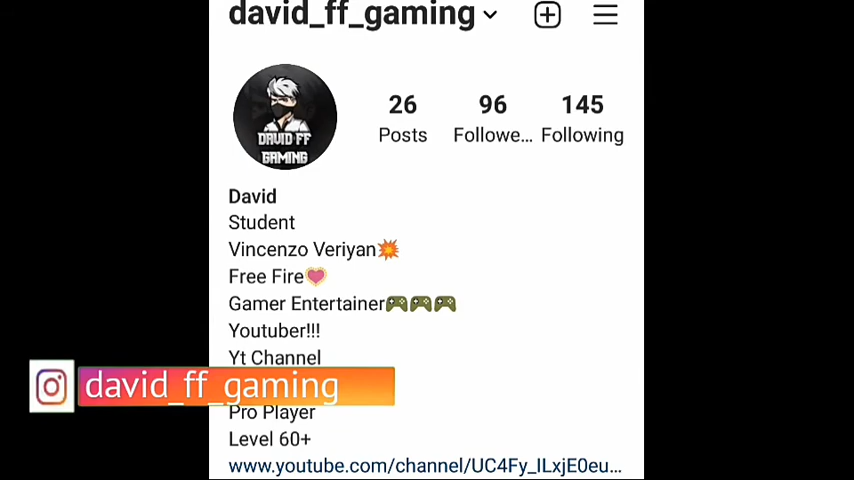 david_ff_gaming
26
96
145
Posts
Followe...
Following
DAVID FF
GAMING
David
Student
Vincenzo Veriyan💥
Free Fire💖
Gamer Entertainer🎮🎮🎮
Youtuber!!!
Yt Channel
david_ff_gaming
Pro Player
Level 60+
www.youtube.com/channel/UC4Fy_ILxjE0eu...